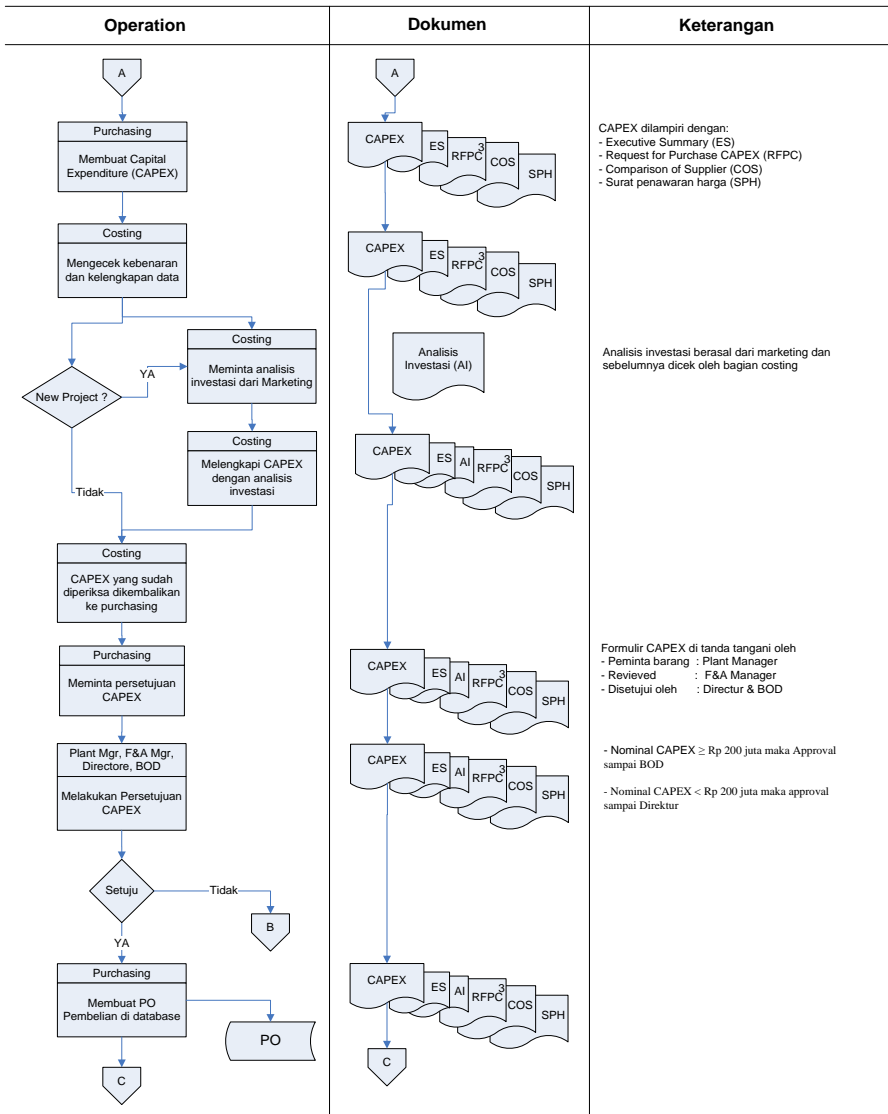 Operation
Dokumen
Keterangan
A
A
Purchasing
Membuat Capital
Expenditure (CAPEX)
CAPEX
ES
RFPC
3
COS
SPH
CAPEX dilampiri dengan:
- Executive Summary (ES)
- Request for Purchase CAPEX (RFPC)
- Comparison of Supplier (COS)
- Surat penawaran harga (SPH)
Costing
Mengecek kebenaran
dan kelengkapan data
CAPEX
ES
RFPC
3
COS
SPH
New Project ?
YA
Costing
Meminta analisis
investasi dari Marketing
Analisis
Investasi (AI)
Analisis investasi berasal dari marketing dan
sebelumnya dicek oleh bagian costing
Costing
Melengkapi CAPEX
dengan analisis
investasi
CAPEX
ES
AI
RFPC
3
COS
SPH
Tidak
Costing
CAPEX yang sudah
diperiksa dikembalikan
ke purchasing
Purchasing
Meminta persetujuan
CAPEX
CAPEX
ES
AI
RFPC
3
COS
SPH
Formulir CAPEX di tanda tangani oleh
- Peminta barang : Plant Manager
- Revieved : F&A Manager
- Disetujui oleh : Directur & BOD
Plant Mgr, F&A Mgr,
Directore, BOD
Melakukan Persetujuan
CAPEX
CAPEX
ES
AI
RFPC
3
COS
SPH
- Nominal CAPEX ≥ Rp 200 juta maka Approval
sampai BOD
- Nominal CAPEX < Rp 200 juta maka approval
sampai Direktur
Setuju
Tidak
B
YA
Purchasing
Membuat PO
Pembelian di database
PO
CAPEX
ES
AI
RFPC
3
COS
SPH
C
C